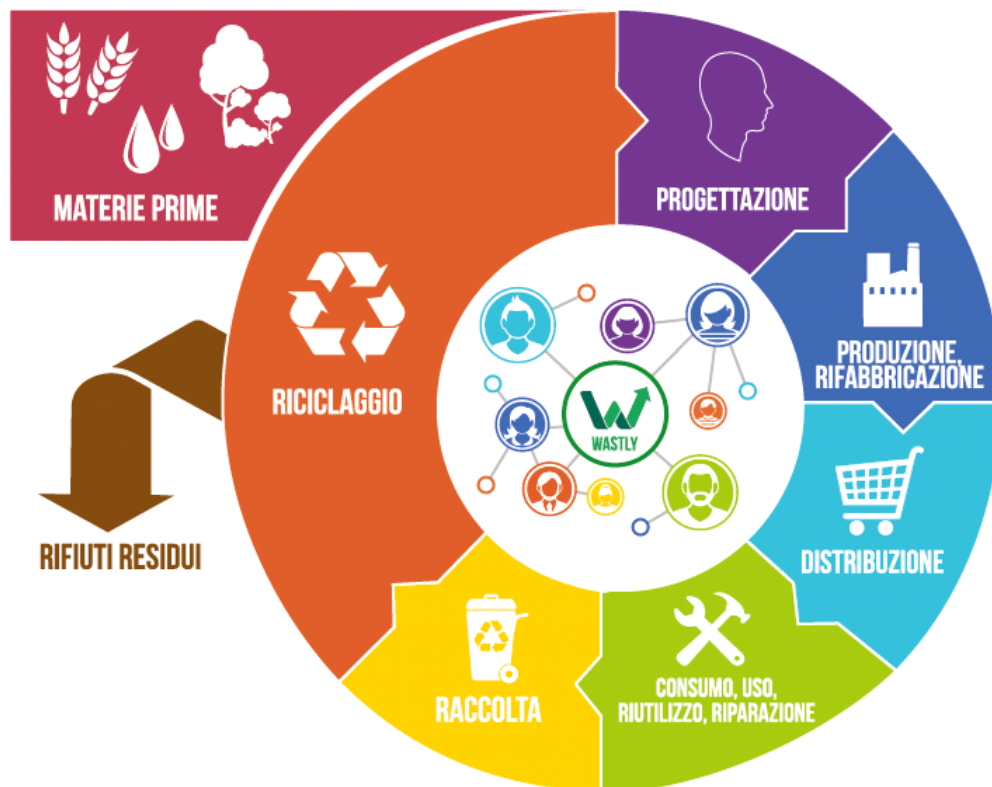 MATERIE PRIME
PROGETTAZIONE
PRODUZIONE,
RIFABBRICAZIONE
DISTRIBUZIONE
CONSUMO, USO,
RIUTILIZZO, RIPARAZIONE
RACCOLTA
RICICLAGGIO
RIFIUTI RESIDUI
WASTLY